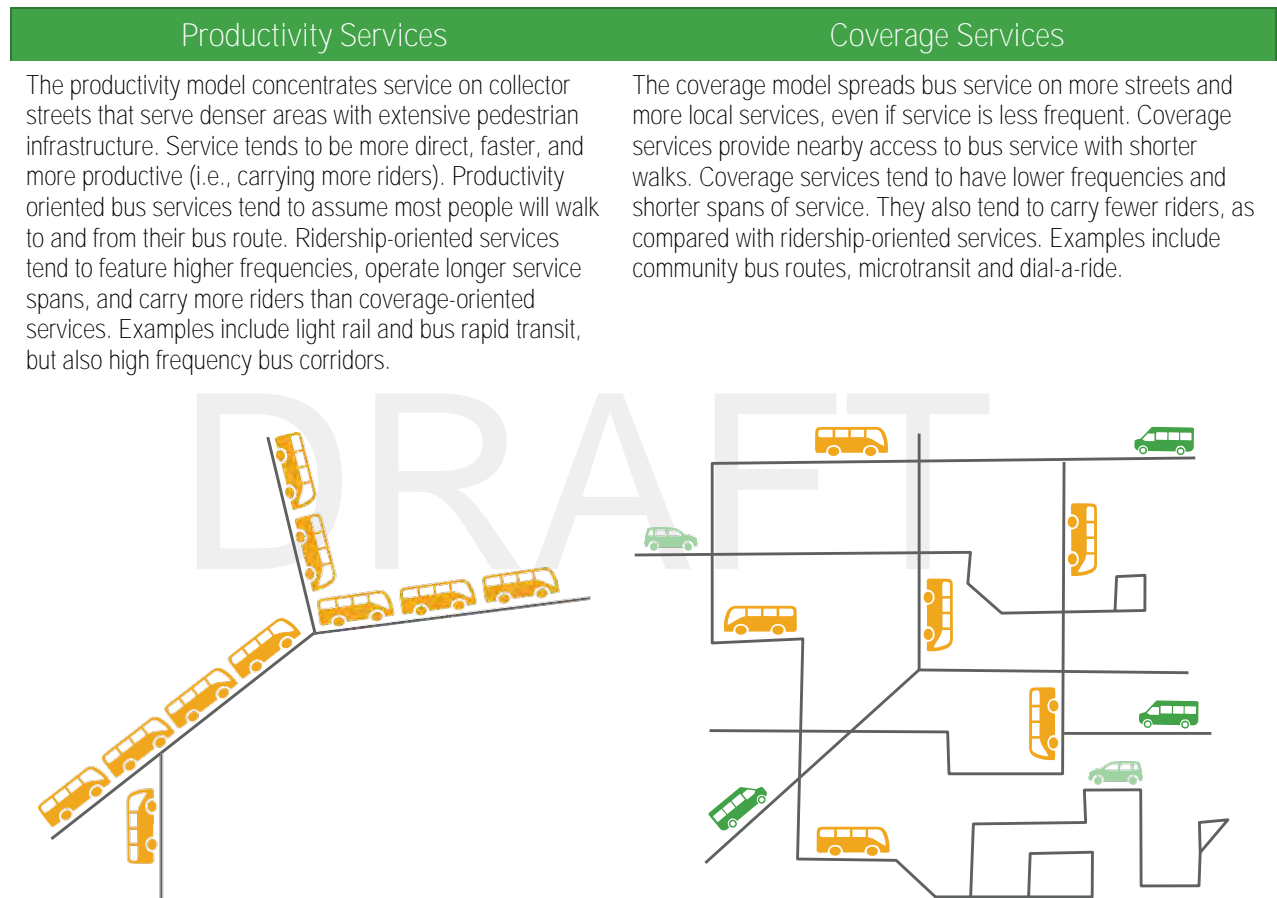 Productivity Services
Coverage Services
The productivity model concentrates service on collector
streets that serve denser areas with extensive pedestrian
infrastructure. Service tends to be more direct, faster, and
more productive (i.e., carrying more riders). Productivity
oriented bus services tend to assume most people will walk
to and from their bus route. Ridership-oriented services
tend to feature higher frequencies, operate longer service
spans, and carry more riders than coverage-oriented
services. Examples include light rail and bus rapid transit,
but also high frequency bus corridors.
The coverage model spreads bus service on more streets and
more local services, even if service is less frequent. Coverage
services provide nearby access to bus service with shorter
walks. Coverage services tend to have lower frequencies and
shorter spans of service. They also tend to carry fewer riders, as
compared with ridership-oriented services. Examples include
community bus routes, microtransit and dial-a-ride.
DRAFT